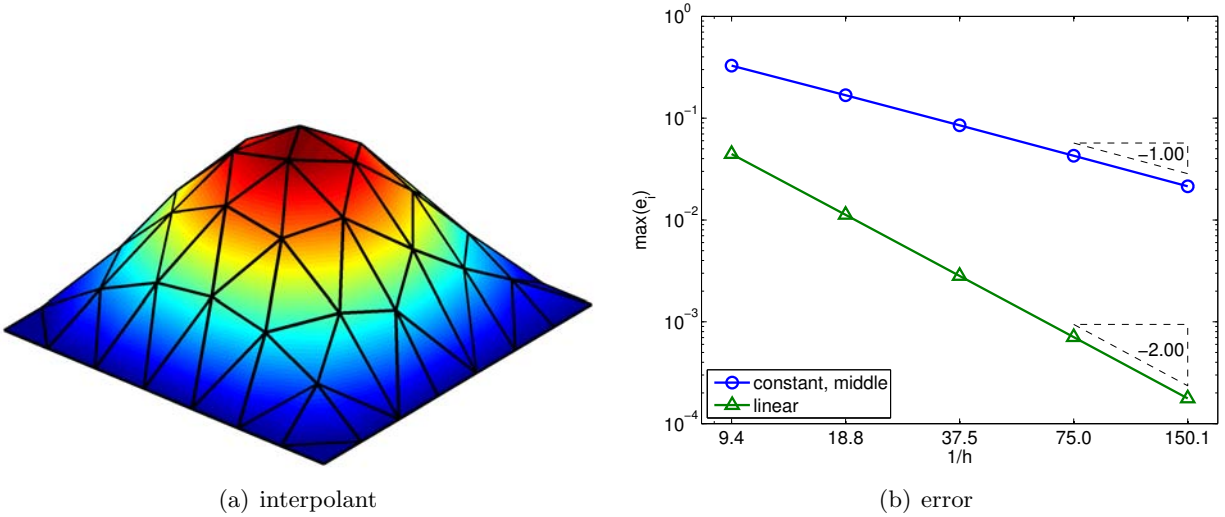 10^0
10^-1
10^-2
10^-3
10^-4
max(e_i)
−1.00
−2.00
constant, middle
linear
9.4 18.8 37.5 75.0 150.1
1/h
(a) interpolant
(b) error